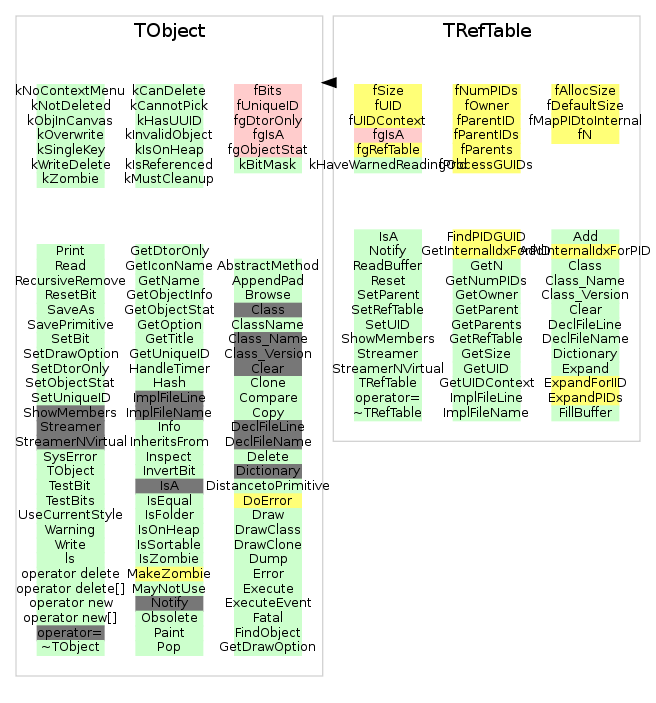 TObject
kNoContextMenu
kNotDeleted
kObjInCanvas
kOverwrite
kSingleKey
kWriteDelete
kZombie
kCanDelete
kCannotPick
kHasUUID
kInvalidObject
kIsOnHeap
kIsReferenced
kMustCleanup
fBits
fUniqueID
fgDtorOnly
fgIsA
fgObjectStat
kBitMask
Print
Read
RecursiveRemove
ResetBit
SaveAs
SavePrimitive
SetBit
SetDrawOption
SetDtorOnly
SetObjectStat
SetUniqueID
ShowMembers
Streamer
StreamerNVirtual
SysError
TObject
TestBit
TestBits
UseCurrentStyle
Warning
Write
ls
operator delete
operator delete[]
operator new
operator new[]
operator=
~TObject
GetDtorOnly
GetIconName
GetName
GetObjectInfo
GetObjectStat
GetOption
GetTitle
GetUniqueID
HandleTimer
Hash
ImplFileLine
ImplFileName
Info
InheritsFrom
Inspect
InvertBit
IsA
IsEqual
IsFolder
IsOnHeap
IsSortable
IsZombie
MakeZombie
MayNotUse
Notify
Obsolete
Paint
Pop
AbstractMethod
AppendPad
Browse
Class
ClassName
Class_Name
Class_Version
Clear
Clone
Compare
Copy
DeclFileLine
DeclFileName
Delete
Dictionary
DistancetoPrimitive
DoError
Draw
DrawClass
DrawClone
Dump
Error
Execute
ExecuteEvent
Fatal
FindObject
GetDrawOption
TRefTable
fSize
fUID
fUIDContext
fgIsA
fgRefTable
kHaveWarnedReadingOld
fNumPIDs
fOwner
fParentID
fParentIDs
fParents
fProcessGUIDs
fAllocSize
fDefaultSize
fMapPIDtoInternal
fN
IsA
Notify
ReadBuffer
Reset
SetParent
SetRefTable
SetUID
ShowMembers
Streamer
StreamerNVirtual
TRefTable
operator=
~TRefTable
FindPIDGUID
GetInternalIdxForPID
GetN
GetNumPIDs
GetOwner
GetParent
GetParents
GetRefTable
GetSize
GetUID
GetUIDContext
ImplFileLine
ImplFileName
Add
AddInternalIdxForPID
Class
Class_Name
Class_Version
Clear
DeclFileLine
DeclFileName
Dictionary
Expand
ExpandForIID
ExpandPIDs
FillBuffer